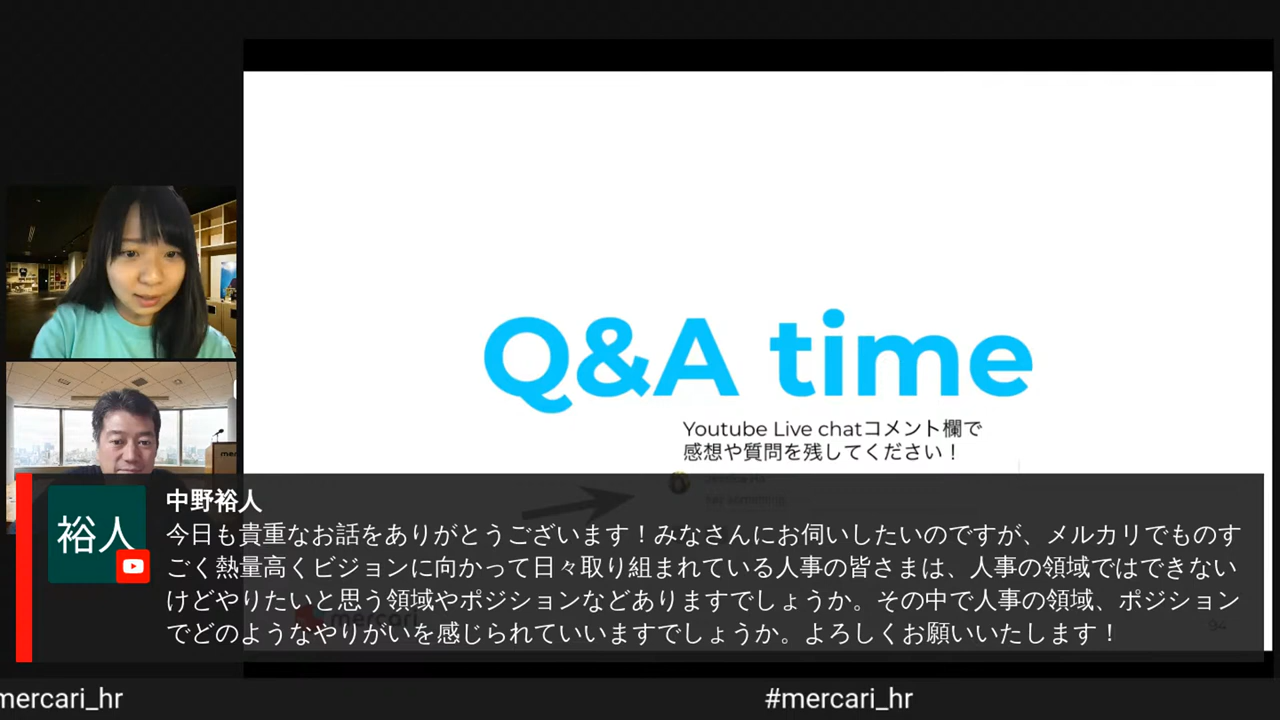 Q&A time
Youtube Live chatコメント欄で
感想や質問を残してください！
中野裕人
裕人
今日も貴重なお話をありがとうございます！みなさんにお伺いしたいのですが、メルカリでものす
ごく熱量高くビジョンに向かって日々取り組まれている人事の皆さまは、人事の領域ではできない
けどやりたいと思う領域やポジションなどありますでしょうか。その中で人事の領域、ポジション
でどのようなやりがいを感じられていいますでしょうか。よろしくお願いいたします！
mercari
94
mercari_hr
#mercari_hr